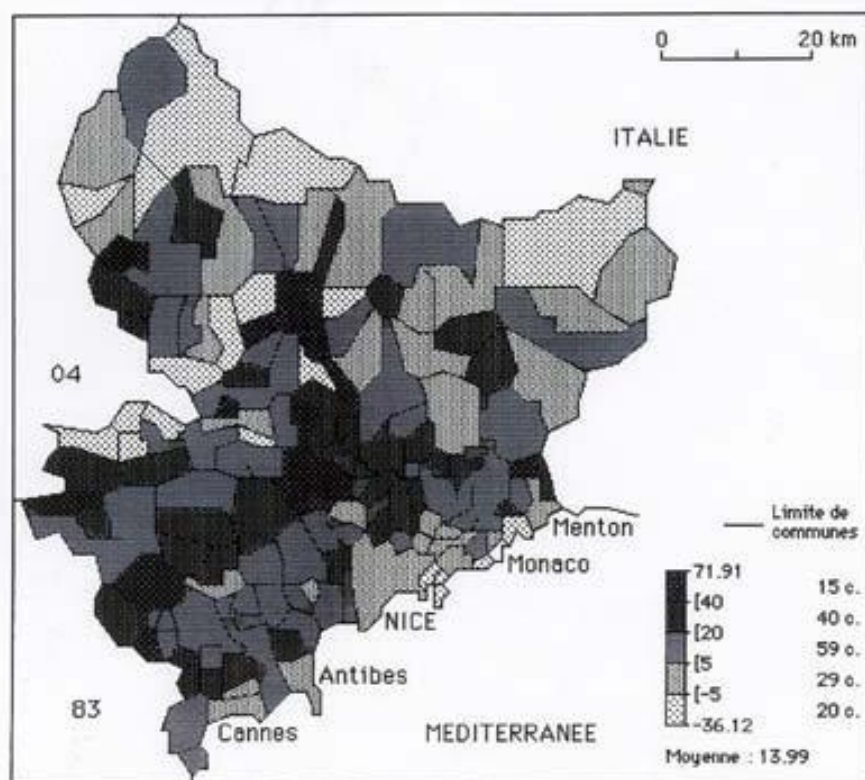 0 20 km
ITALIE
04
Menton
Monaco
NICE
Antibes
Cannes
83
MEDITERRANEE
Limite de
communes
71.91
15 c.
[40
40 c.
[20
59 c.
[5
29 c.
[-5
20 c.
-36.12
Moyenne : 13.99